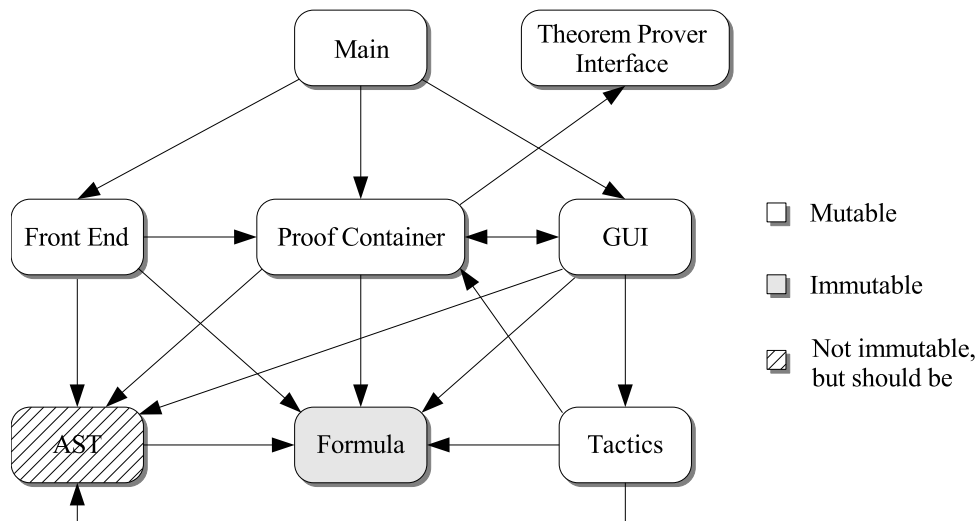 Main
Theorem Prover
Interface
Front End
Proof Container
GUI
Mutable
Immutable
Not immutable,
but should be
AST
Formula
Tactics